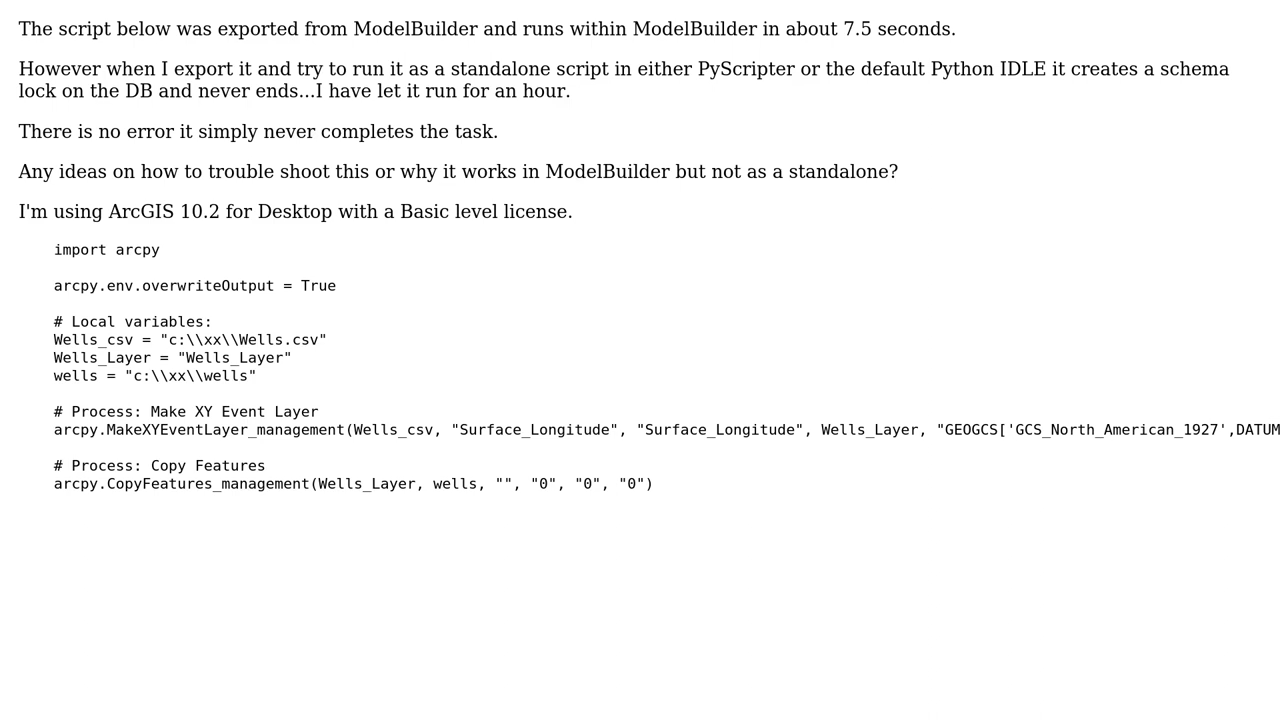 The script below was exported from ModelBuilder and runs within ModelBuilder in about 7.5 seconds.
However when I export it and try to run it as a standalone script in either PyScripter or the default Python IDLE it creates a schema
lock on the DB and never ends...I have let it run for an hour.
There is no error it simply never completes the task.
Any ideas on how to trouble shoot this or why it works in ModelBuilder but not as a standalone?
I'm using ArcGIS 10.2 for Desktop with a Basic level license.
import arcpy
arcpy.env.overwriteOutput = True
# Local variables:
Wells_csv = "c:\\xx\\Wells.csv"
Wells_Layer = "Wells_Layer"
wells = "c:\\xx\\wells"
# Process: Make XY Event Layer
arcpy.MakeXYEventLayer_management(Wells_csv, "Surface_Longitude", "Surface_Longitude", Wells_Layer, "GEOGCS['GCS_North_American_1927',DATUM
# Process: Copy Features
arcpy.CopyFeatures_management(Wells_Layer, wells, "", "0", "0", "0")